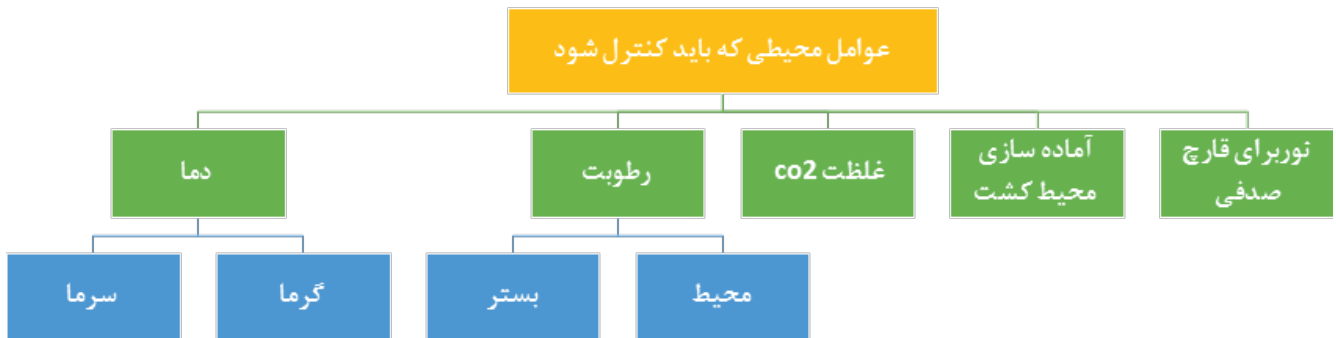 عوامل محیطی که باید کنترل شود
نوربرای قارچ
صدفی
آماده سازی
محیط کشت
غلظت co2
رطوبت
دما
محیط
بستر
گرما
سرما